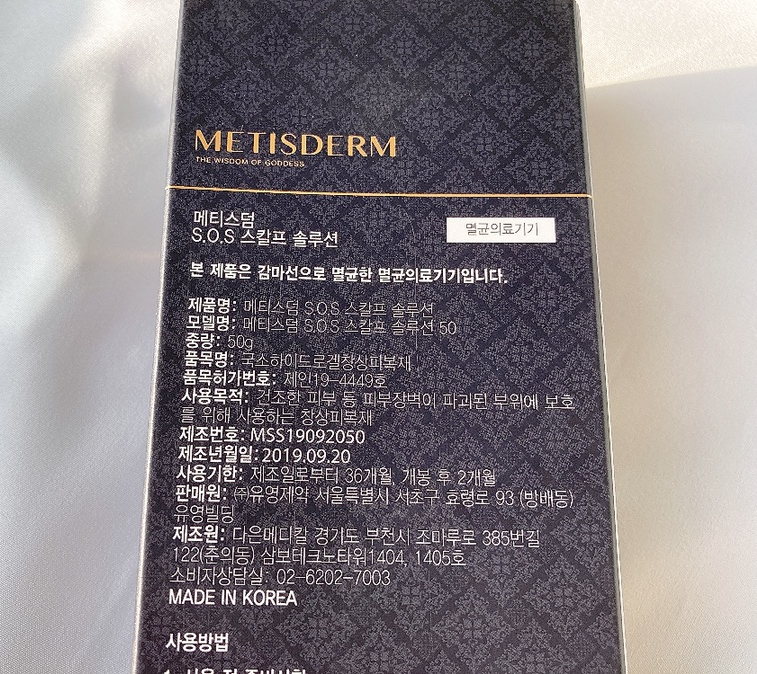 METISDERM
THE WISDOM OF GODDESS
메티스덤
S.O.S 스칼프 솔루션
멸균의료기기
본 제품은 감마선으로 멸균한 멸균의료기기입니다.
제품명: 메티스덤 S.O.S 스칼프 솔루션
모델명: 메티스덤 S.O.S 스칼프 솔루션 50
중량: 50g
품목명: 국소하이드로겔창상피복재
품목허가번호: 제인19-4449호
사용목적: 건조한 피부 등 피부장벽이 파괴된 부위에 보호
를 위해 사용하는 창상피복재
제조번호: MSS19092050
제조년월일: 2019.09.20
사용기한: 제조일로부터 36개월, 개봉 후 2개월
판매원: ㈜유영제약 서울특별시 서초구 효령로 93 (방배동)
유영빌딩
제조원: 다은메디칼 경기도 부천시 조마루로 385번길
122(춘의동) 삼보테크노타워1404, 1405호
소비자상담실: 02-6202-7003
MADE IN KOREA
사용방법